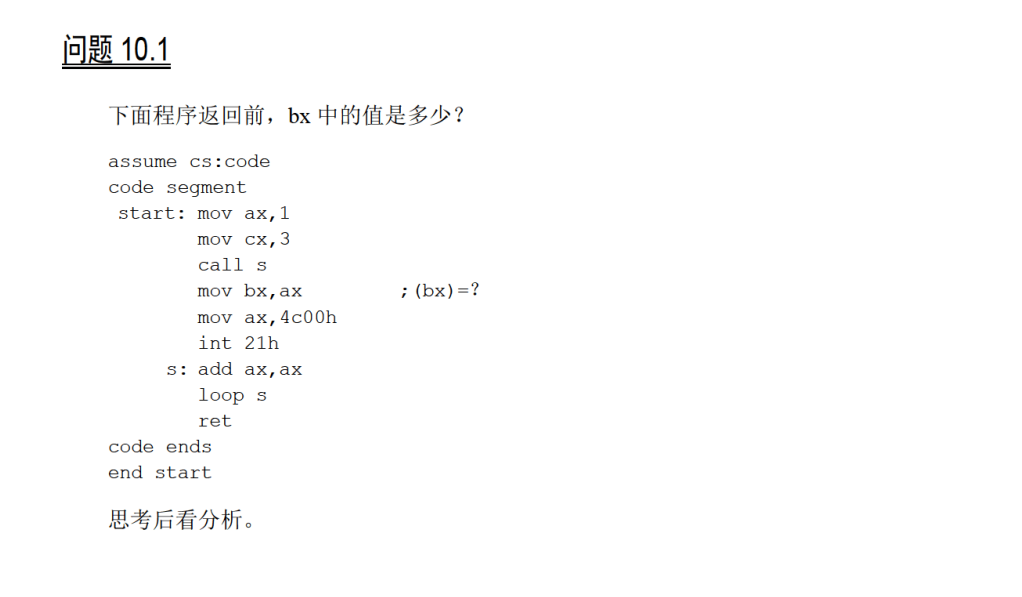 问题 10.1
下面程序返回前，bx 中的值是多少？
assume cs:code
code segment
start: mov ax,1
mov cx,3
call s
mov bx,ax ;(bx)=?
mov ax,4c00h
int 21h
s: add ax,ax
loop s
ret
code ends
end start
思考后看分析。